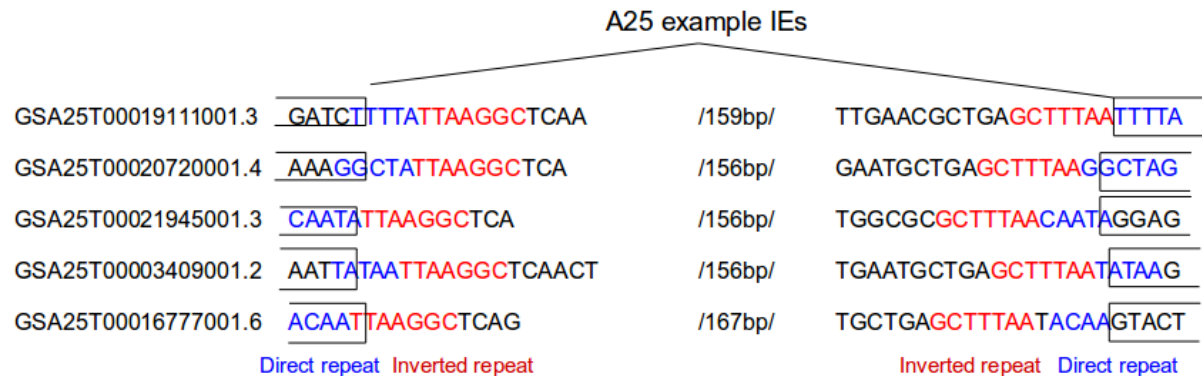 A25 example IEs
GSA25T00019111001.3 GATCTTTTATTAAGGCTCAA /159bp/ TTGAACGCTGAGCTTTAATTTTA
GSA25T00020720001.4 AAAGGCTATTAAGGCTCA /156bp/ GAATGCTGAGCTTTAAGGCTAG
GSA25T00021945001.3 CAATATTAAGGCTCA /156bp/ TGGCGCGCTTTAACAATAGGAG
GSA25T00003409001.2 AATTATAATTAAGGCTCAACT /156bp/ TGAATGCTGAGCTTTAATATAAG
GSA25T00016777001.6 ACAATTAAGGCTCAG /167bp/ TGCTGAGCTTTAATACAAGTACT
Direct repeat Inverted repeat Inverted repeat Direct repeat